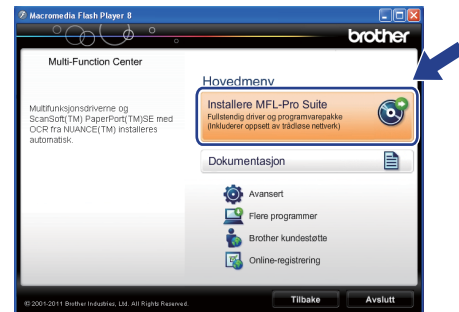 Macromedia Flash Player 8
brother
Multi-Function Center
Multifunksjonsdriverne og
ScanSoft(TM) PaperPort(TM)SE med
OCR fra NUANCE(TM) installeres
automatisk.
Hovedmeny
Installere MFL-Pro Suite
Fullstendig driver og programvarepakke
(Inkluderer oppsett av trådløse nettverk)
Dokumentasjon
Avansert
Flere programmer
Brother kundestøtte
Online-registrering
© 2001-2011 Brother Industries, Ltd. All Rights Reserved.
Tilbake
Avslutt